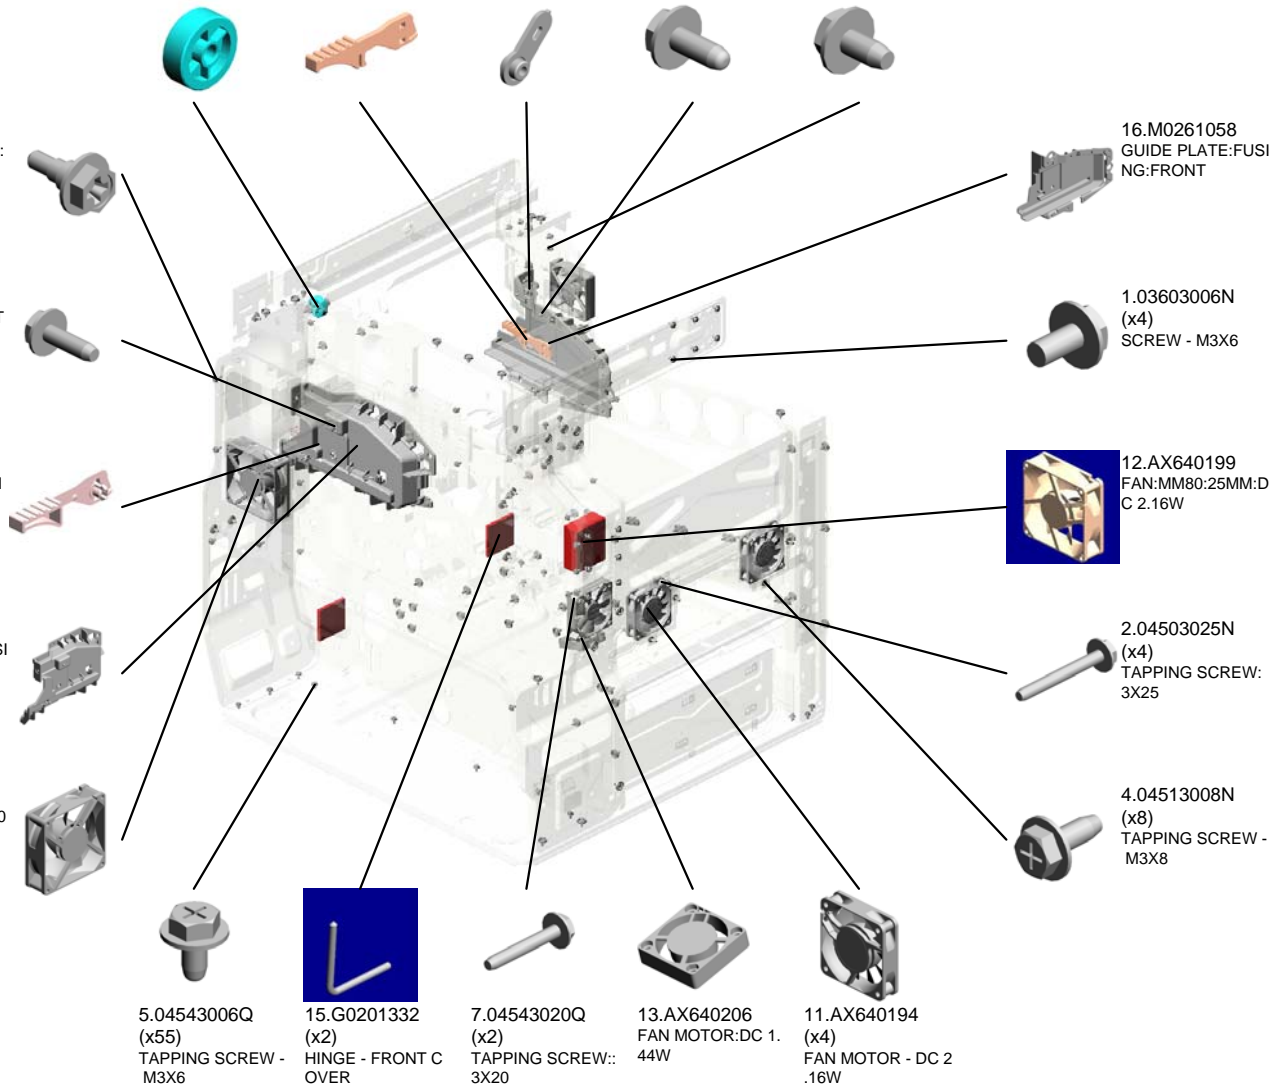 16.M0261058
GUIDE PLATE:FUSI
NG:FRONT
1.03603006N
(x4)
SCREW - M3X6
12.AX640199
FAN:MM80:25MM:D
C 2.16W
2.04503025N
(x4)
TAPPING SCREW:
3X25
4.04513008N
(x8)
TAPPING SCREW -
M3X8
5.04543006Q
(x55)
TAPPING SCREW -
M3X6
15.G0201332
(x2)
HINGE - FRONT C
OVER
7.04543020Q
(x2)
TAPPING SCREW::
3X20
13.AX640206
FAN MOTOR:DC 1.
44W
11.AX640194
(x4)
FAN MOTOR - DC 2
.16W